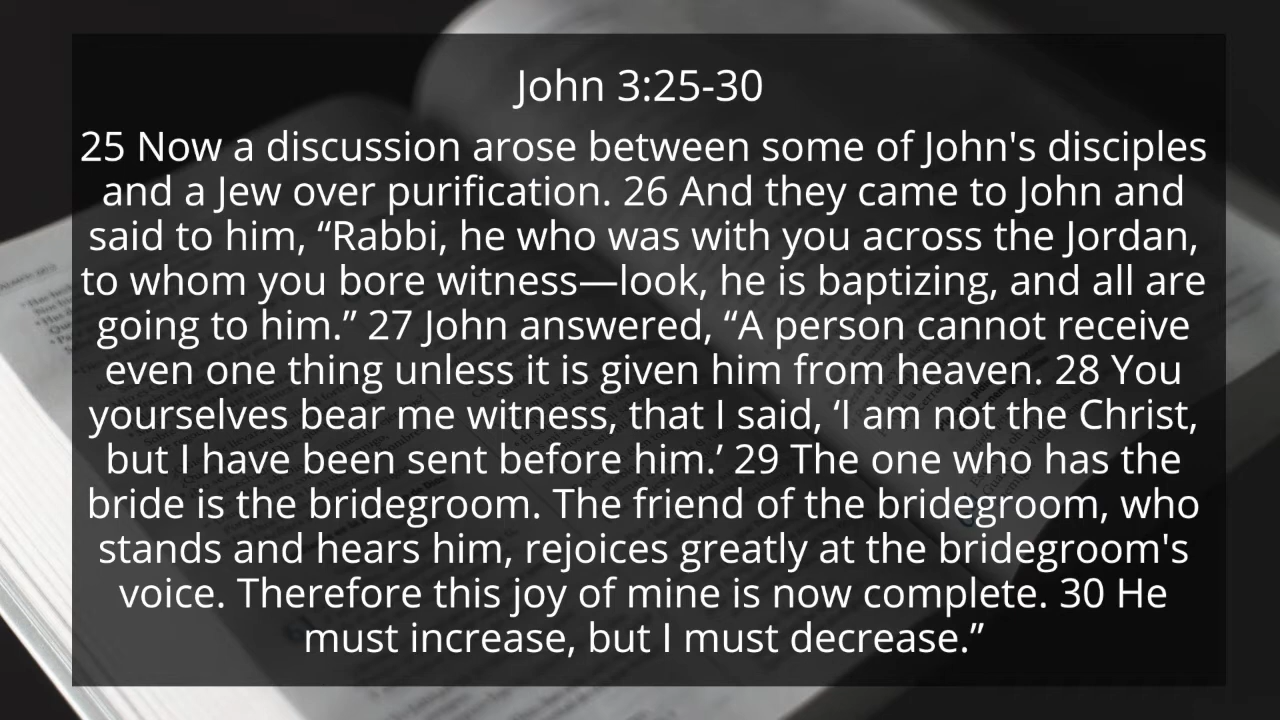 John 3:25-30
25 Now a discussion arose between some of John's disciples
and a Jew over purification. 26 And they came to John and
said to him, “Rabbi, he who was with you across the Jordan,
to whom you bore witness—look, he is baptizing, and all are
going to him.” 27 John answered, “A person cannot receive
even one thing unless it is given him from heaven. 28 You
yourselves bear me witness, that I said, ‘I am not the Christ,
but I have been sent before him.’ 29 The one who has the
bride is the bridegroom. The friend of the bridegroom, who
stands and hears him, rejoices greatly at the bridegroom's
voice. Therefore this joy of mine is now complete. 30 He
must increase, but I must decrease.”